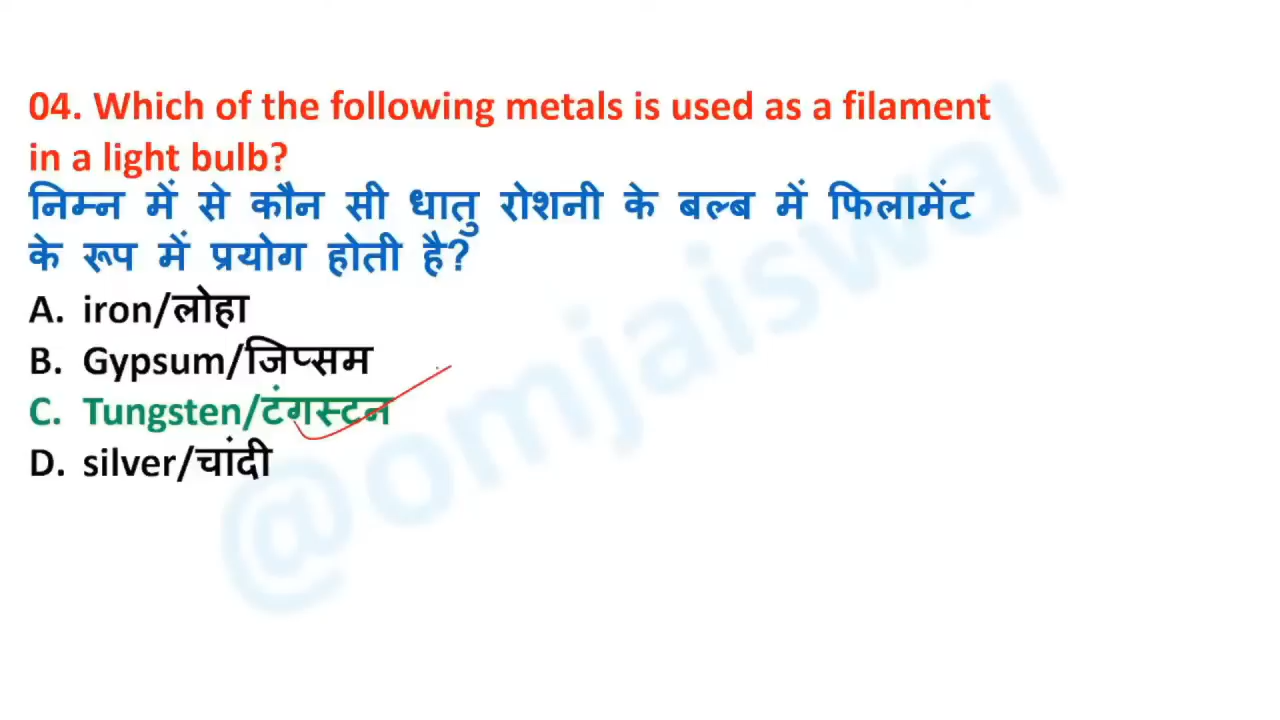 04. Which of the following metals is used as a filament
in a light bulb?
निम्न में से कौन सी धातु रोशनी के बल्ब में फिलामेंट
के रूप में प्रयोग होती है?
A. iron/लोहा
B. Gypsum/जिप्सम
C. Tungsten/टंगस्टन
D. silver/चांदी
@omjaiswal